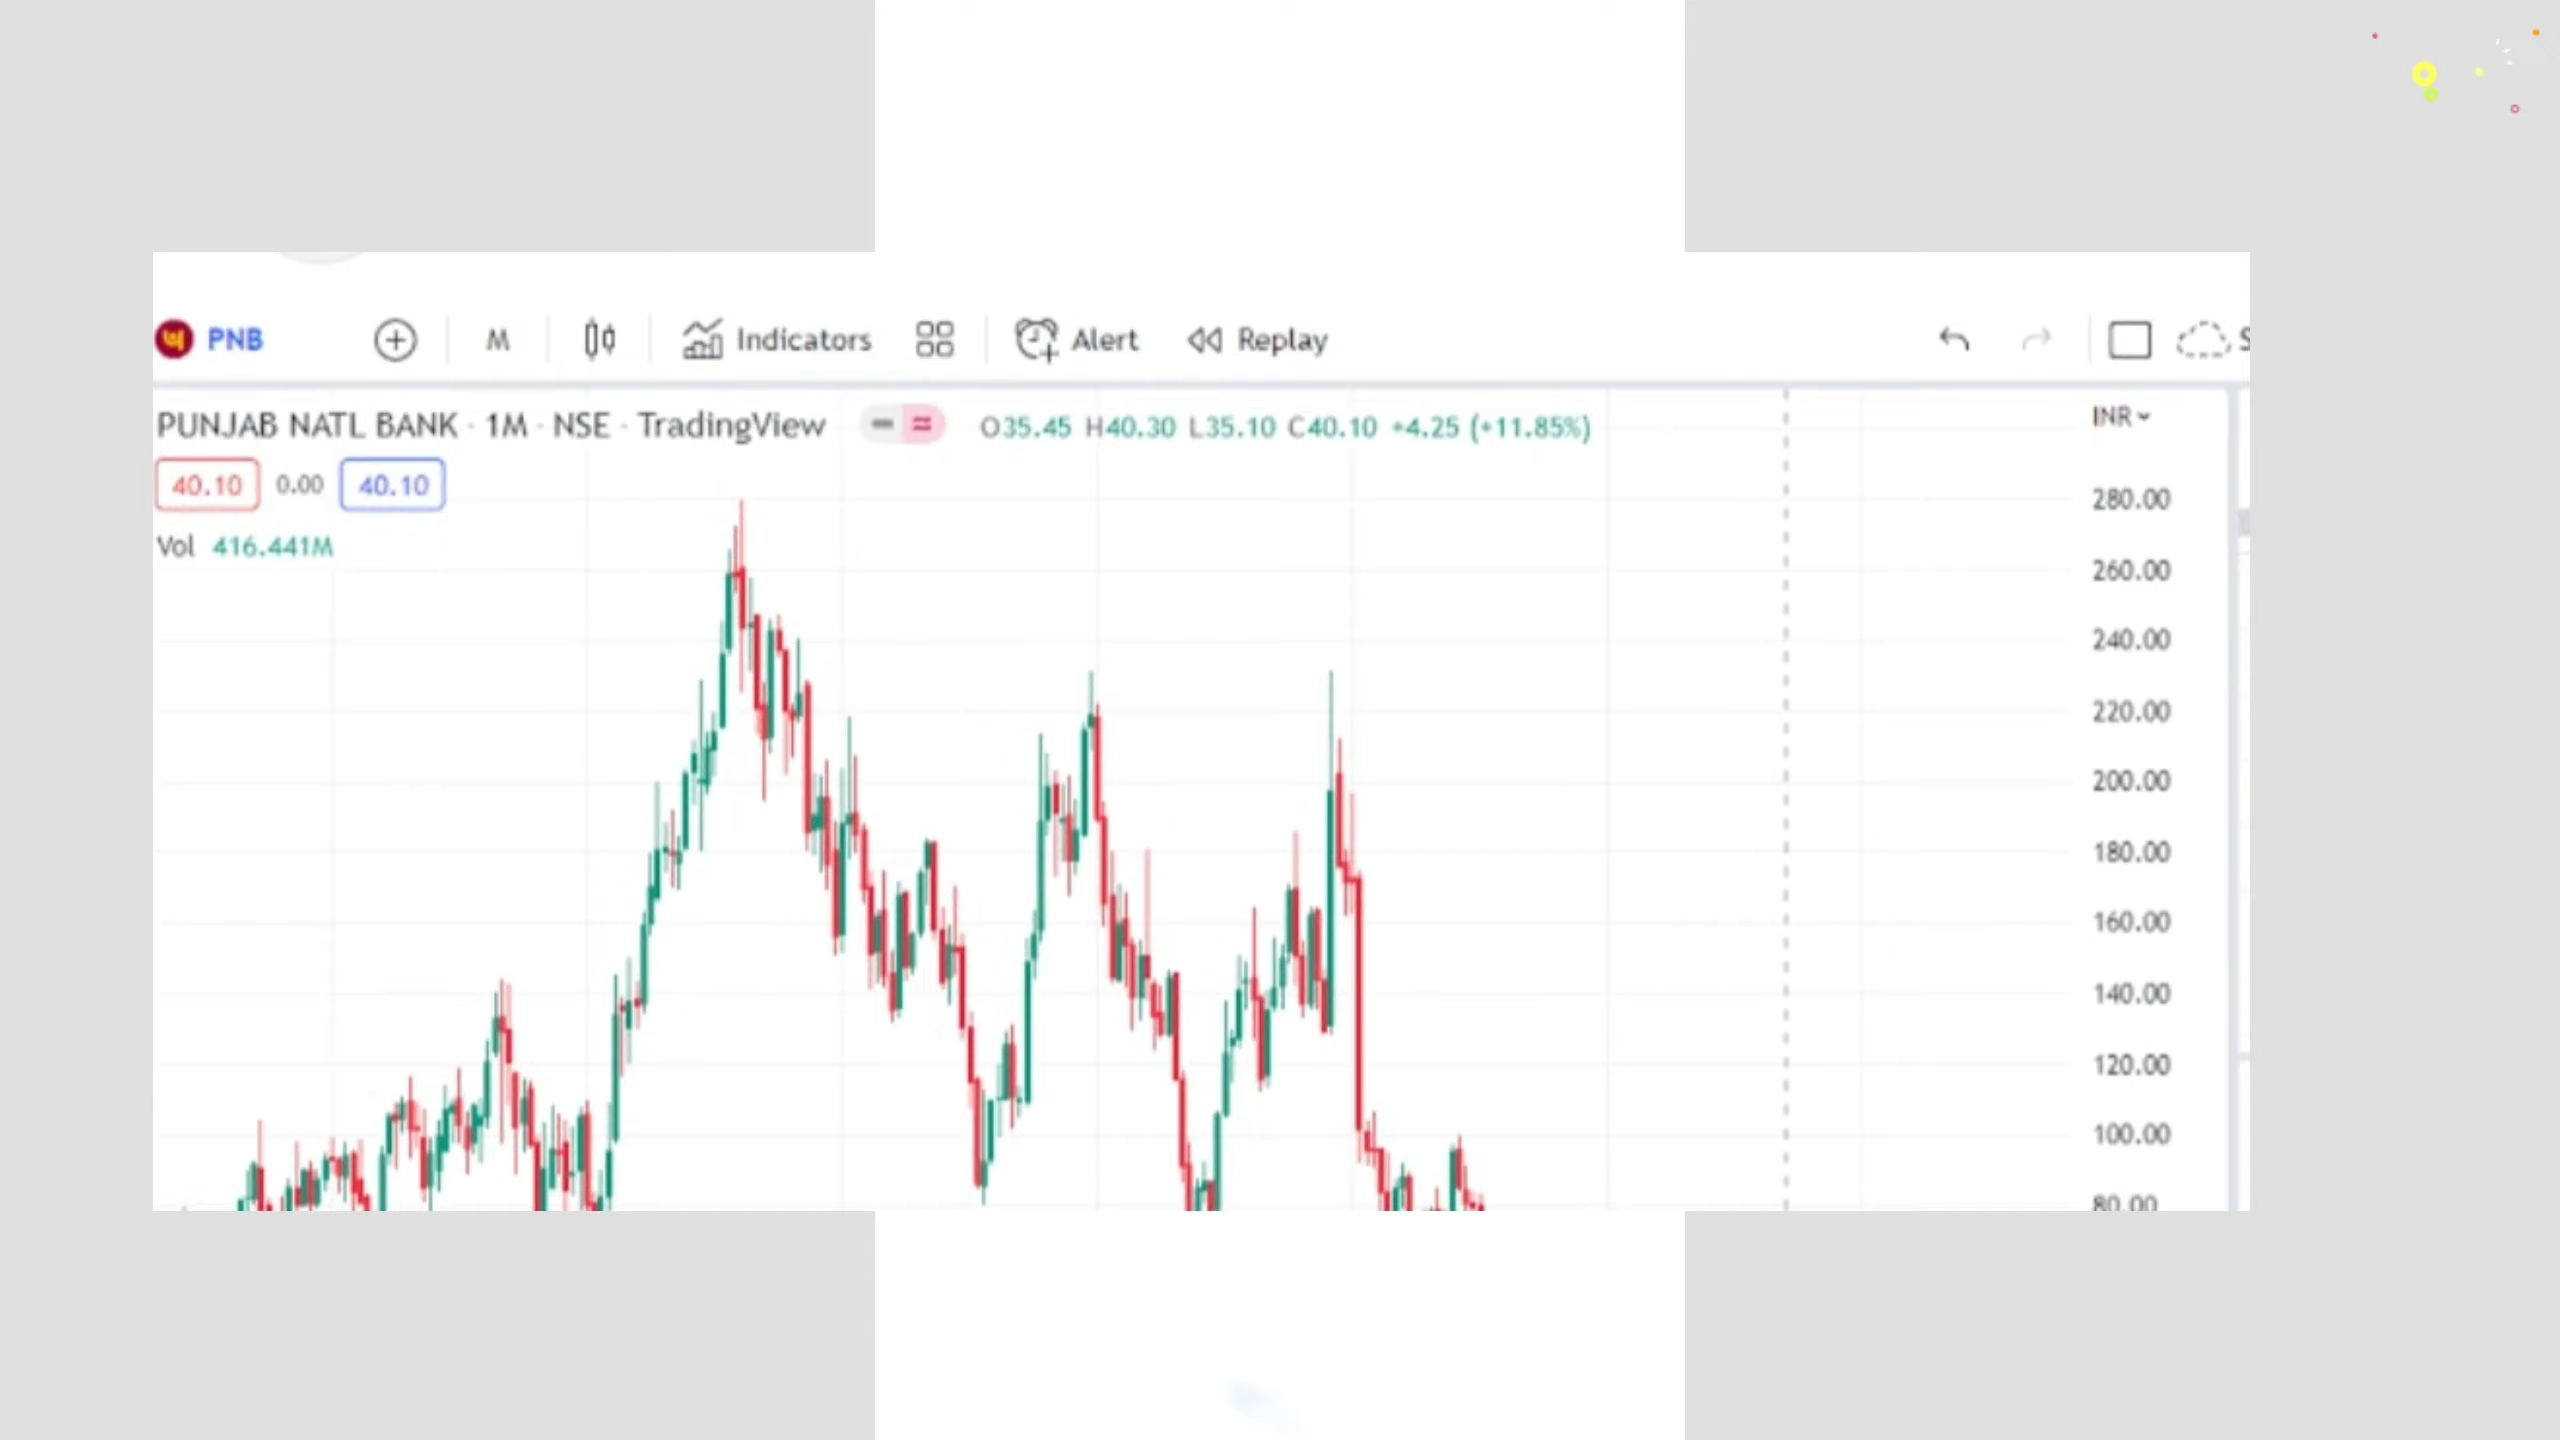 प
PNB
M
Indicators
Alert
Replay
PUNJAB NATL BANK · 1M · NSE · TradingView
O35.45 H40.30 L35.10 C40.10 +4.25 (+11.85%)
INR
40.10 0.00 40.10
Vol 416.441M
280.00
260.00
240.00
220.00
200.00
180.00
160.00
140.00
120.00
100.00
80.00